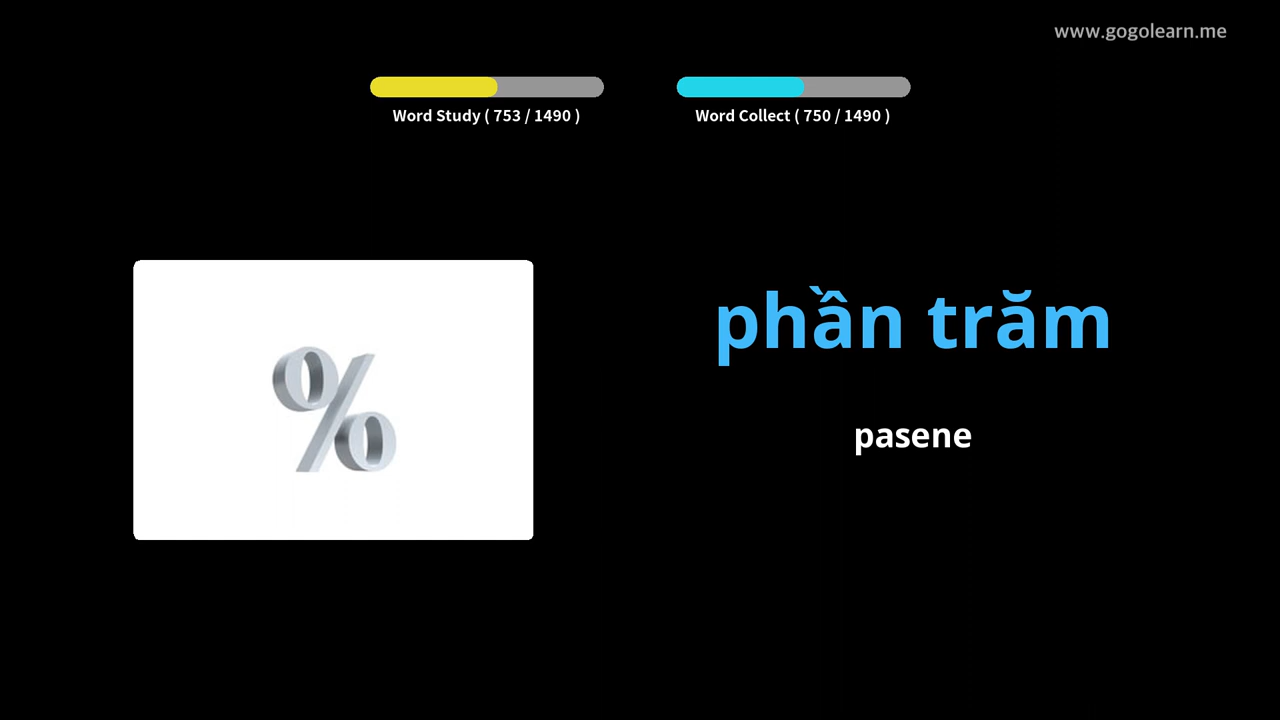 www.gogolearn.me
Word Study ( 753 / 1490 )
Word Collect ( 750 / 1490 )
%
phần trăm
pasene